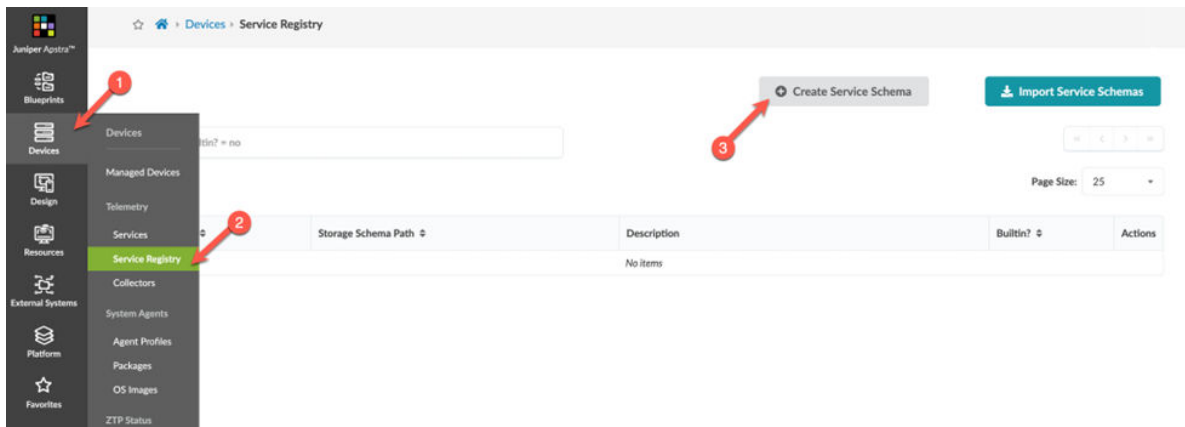 Juniper Apstra™
Devices › Service Registry
Blueprints
1
Create Service Schema
Import Service Schemas
Devices
Devices
ltin? = no
3
Managed Devices
Page Size: 25
Design
Telemetry
2
Services
Storage Schema Path
Description
Builtin?
Actions
Resources
Service Registry
No items
Collectors
External Systems
System Agents
Agent Profiles
Platform
Packages
OS Images
Favorites
ZTP Status